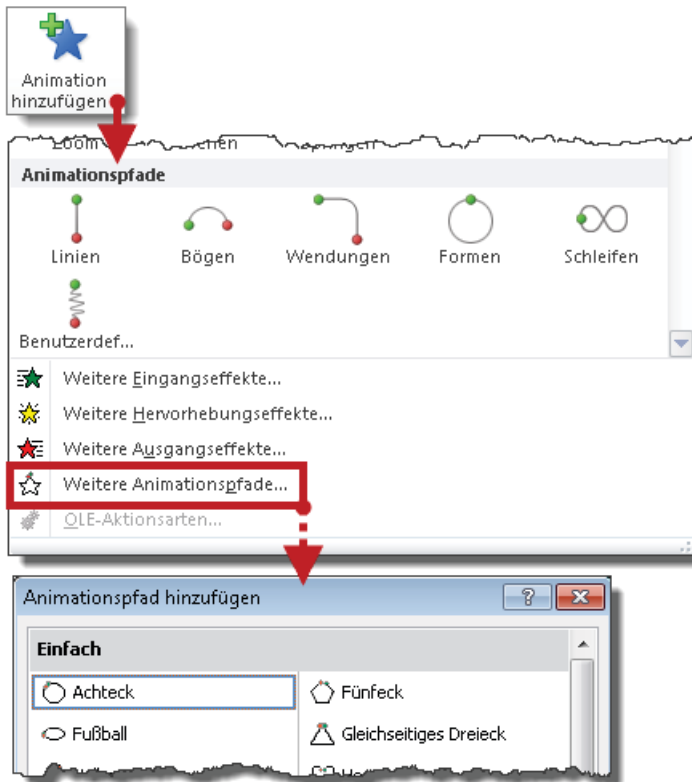 Animation
hinzufügen
Zoom
Animationspfade
Linien Bögen Wendungen Formen Schleifen
Benutzerdef...
Weitere Eingangseffekte...
Weitere Hervorhebungseffekte...
Weitere Ausgangseffekte...
Weitere Animationspfade...
OLE-Aktionsarten...
Animationspfad hinzufügen
Einfach
Achteck Fünfeck
Fußball Gleichseitiges Dreieck